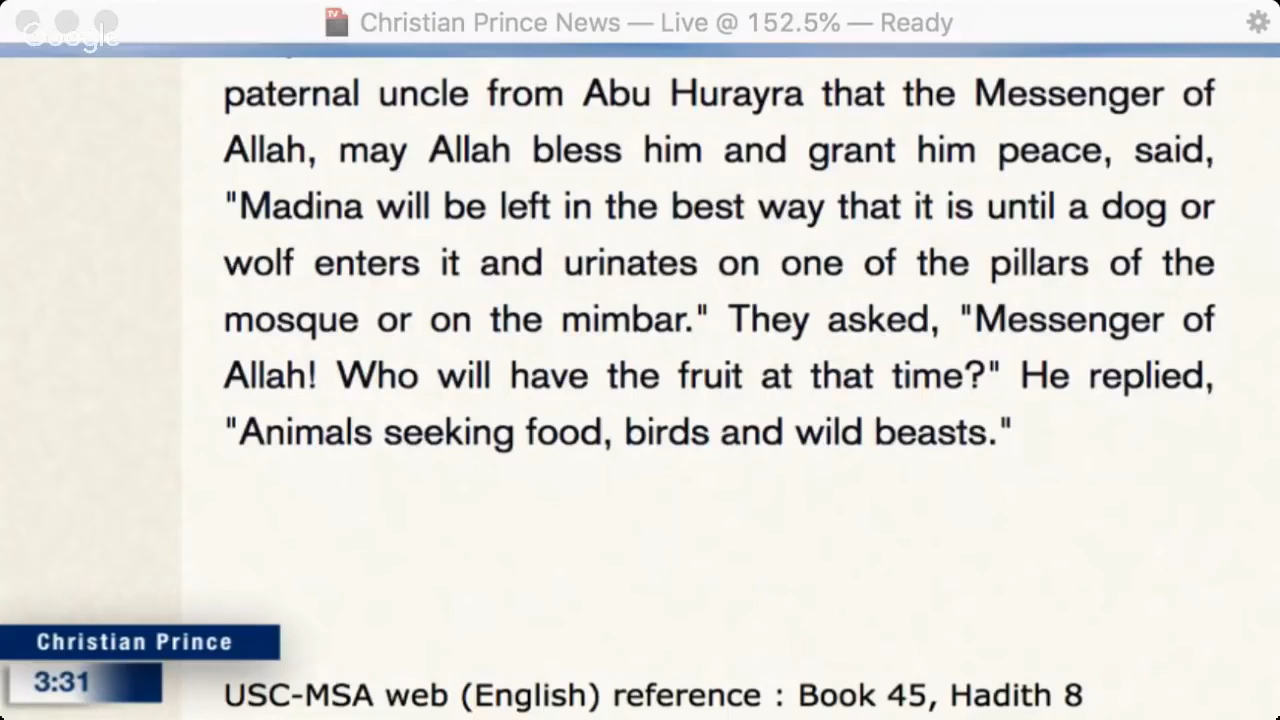 Christian Prince News — Live @ 152.5% — Ready
Google
paternal uncle from Abu Hurayra that the Messenger of
Allah, may Allah bless him and grant him peace, said,
"Madina will be left in the best way that it is until a dog or
wolf enters it and urinates on one of the pillars of the
mosque or on the mimbar." They asked, "Messenger of
Allah! Who will have the fruit at that time?" He replied,
"Animals seeking food, birds and wild beasts."
Christian Prince
3:31
USC-MSA web (English) reference : Book 45, Hadith 8